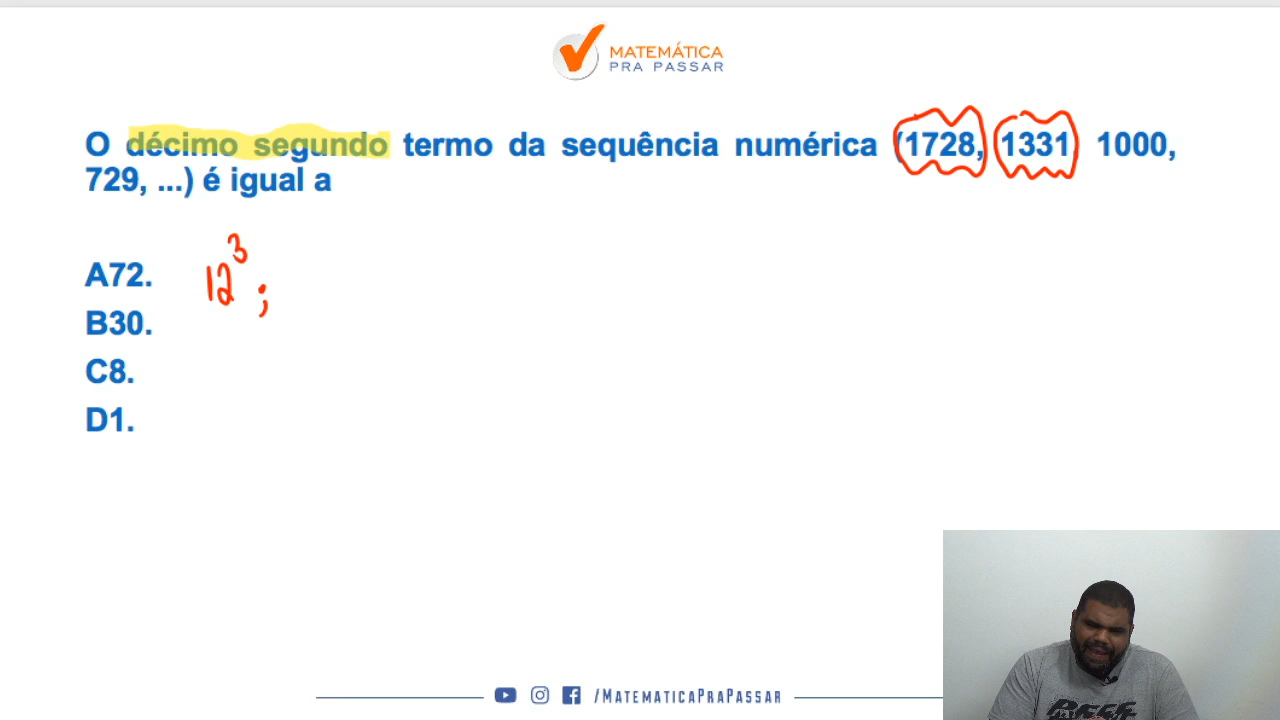 MATEMÁTICA
PRA PASSAR
O décimo segundo termo da sequência numérica (1728, 1331 1000,
729, ...) é igual a
12³ ;
A72.
B30.
C8.
D1.
/MATEMATICAPRAPASSAR